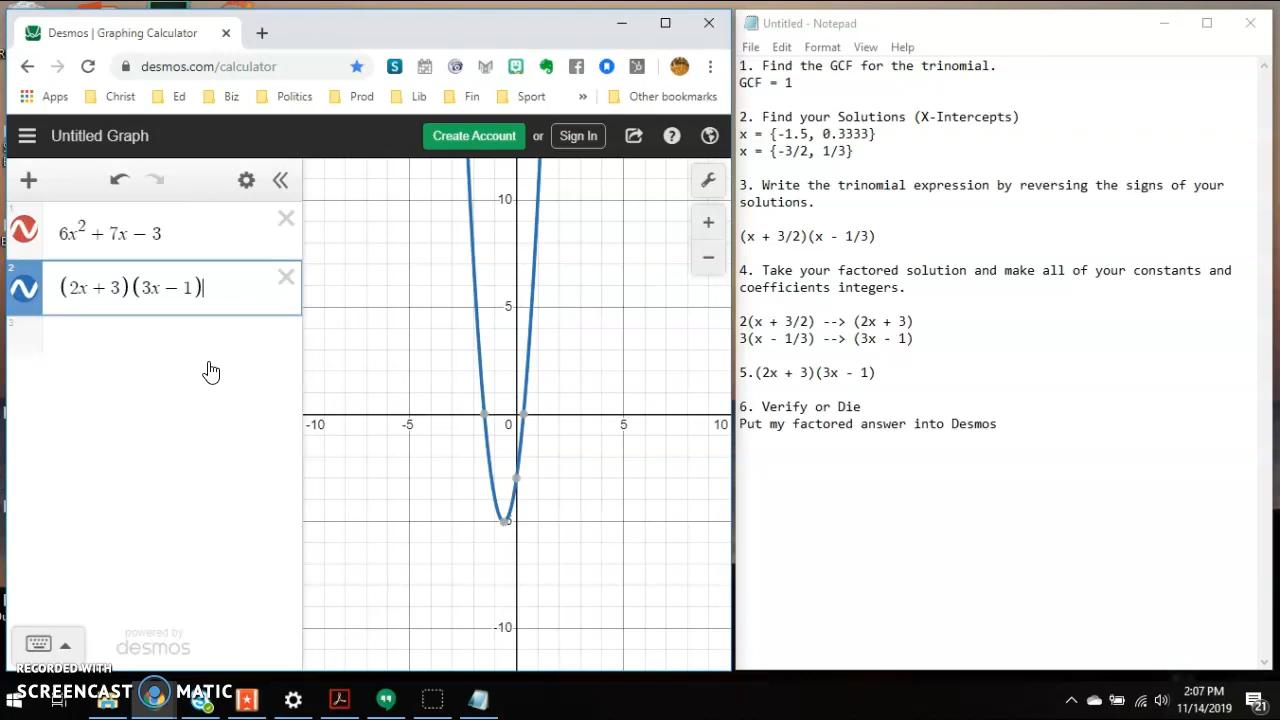 Desmos | Graphing Calculator
desmos.com/calculator
Apps Christ Ed Biz Politics Prod Lib Fin Sport » Other bookmarks
Untitled Graph
Create Account or Sign In
1
6x² + 7x − 3
2
(2x + 3)(3x − 1)
3
powered by
desmos
10
5
-10 -5 0 5 10
-10
Untitled - Notepad
File Edit Format View Help
1. Find the GCF for the trinomial.
GCF = 1
2. Find your Solutions (X-Intercepts)
x = {-1.5, 0.3333}
x = {-3/2, 1/3}
3. Write the trinomial expression by reversing the signs of your
solutions.
(x + 3/2)(x - 1/3)
4. Take your factored solution and make all of your constants and
coefficients integers.
2(x + 3/2) --> (2x + 3)
3(x - 1/3) --> (3x - 1)
5.(2x + 3)(3x - 1)
6. Verify or Die
Put my factored answer into Desmos
RECORDED WITH
SCREENCAST MATIC
2:07 PM
11/14/2019
21